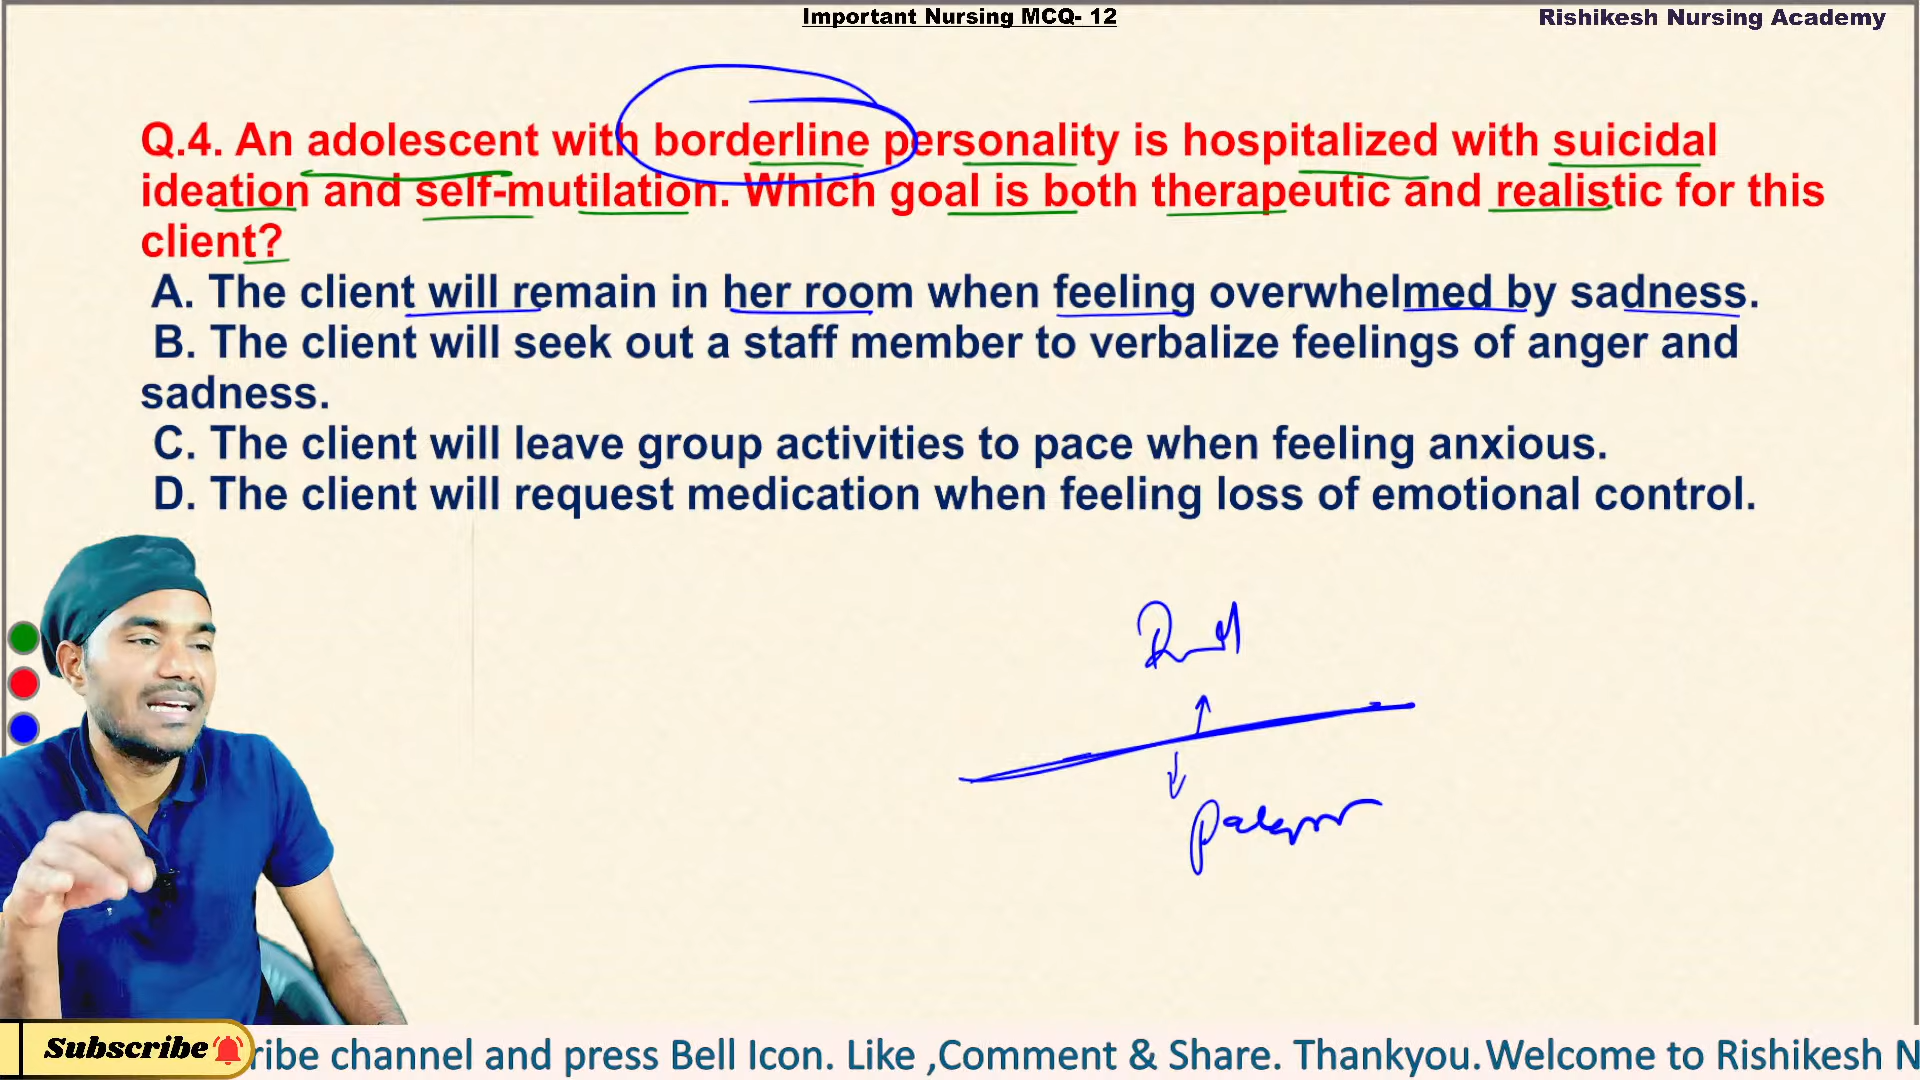 Important Nursing MCQ- 12
Rishikesh Nursing Academy
Q.4. An adolescent with borderline personality is hospitalized with suicidal
ideation and self-mutilation. Which goal is both therapeutic and realistic for this
client?
A. The client will remain in her room when feeling overwhelmed by sadness.
B. The client will seek out a staff member to verbalize feelings of anger and
sadness.
C. The client will leave group activities to pace when feeling anxious.
D. The client will request medication when feeling loss of emotional control.
Subscribe
ribe channel and press Bell Icon. Like ,Comment & Share. Thankyou.Welcome to Rishikesh N